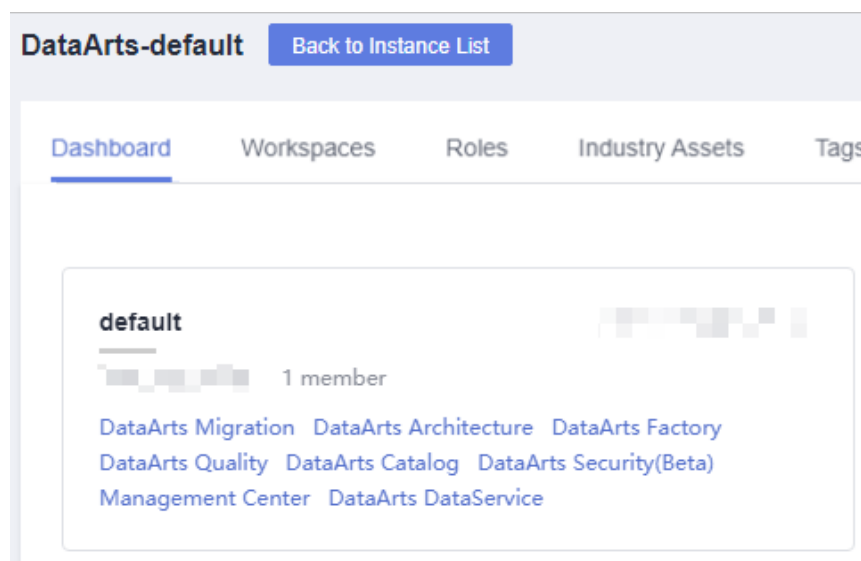 DataArts-default Back to Instance List
Dashboard Workspaces Roles Industry Assets Tags
default
1 member
DataArts Migration DataArts Architecture DataArts Factory
DataArts Quality DataArts Catalog DataArts Security(Beta)
Management Center DataArts DataService